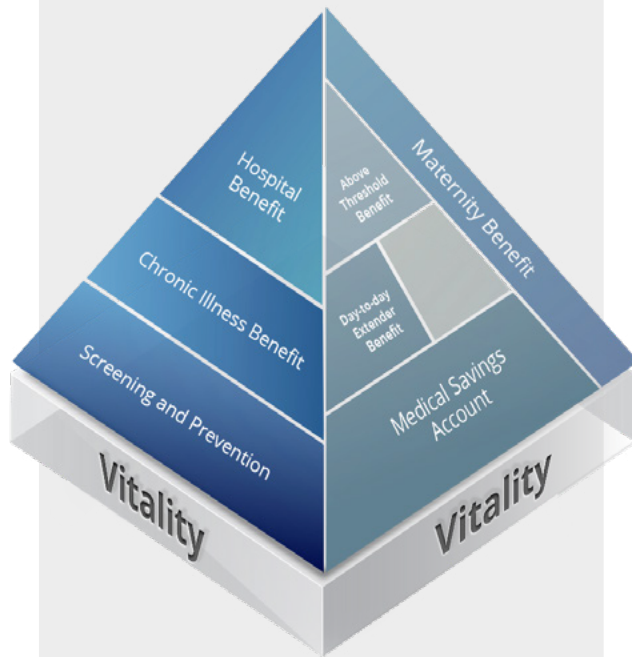 Hospital
Benefit
Chronic Illness Benefit
Screening and Prevention
Vitality
Maternity Benefit
Above
Threshold
Benefit
Day-to-day
Extender
Benefit
Medical Savings
Account
Vitality